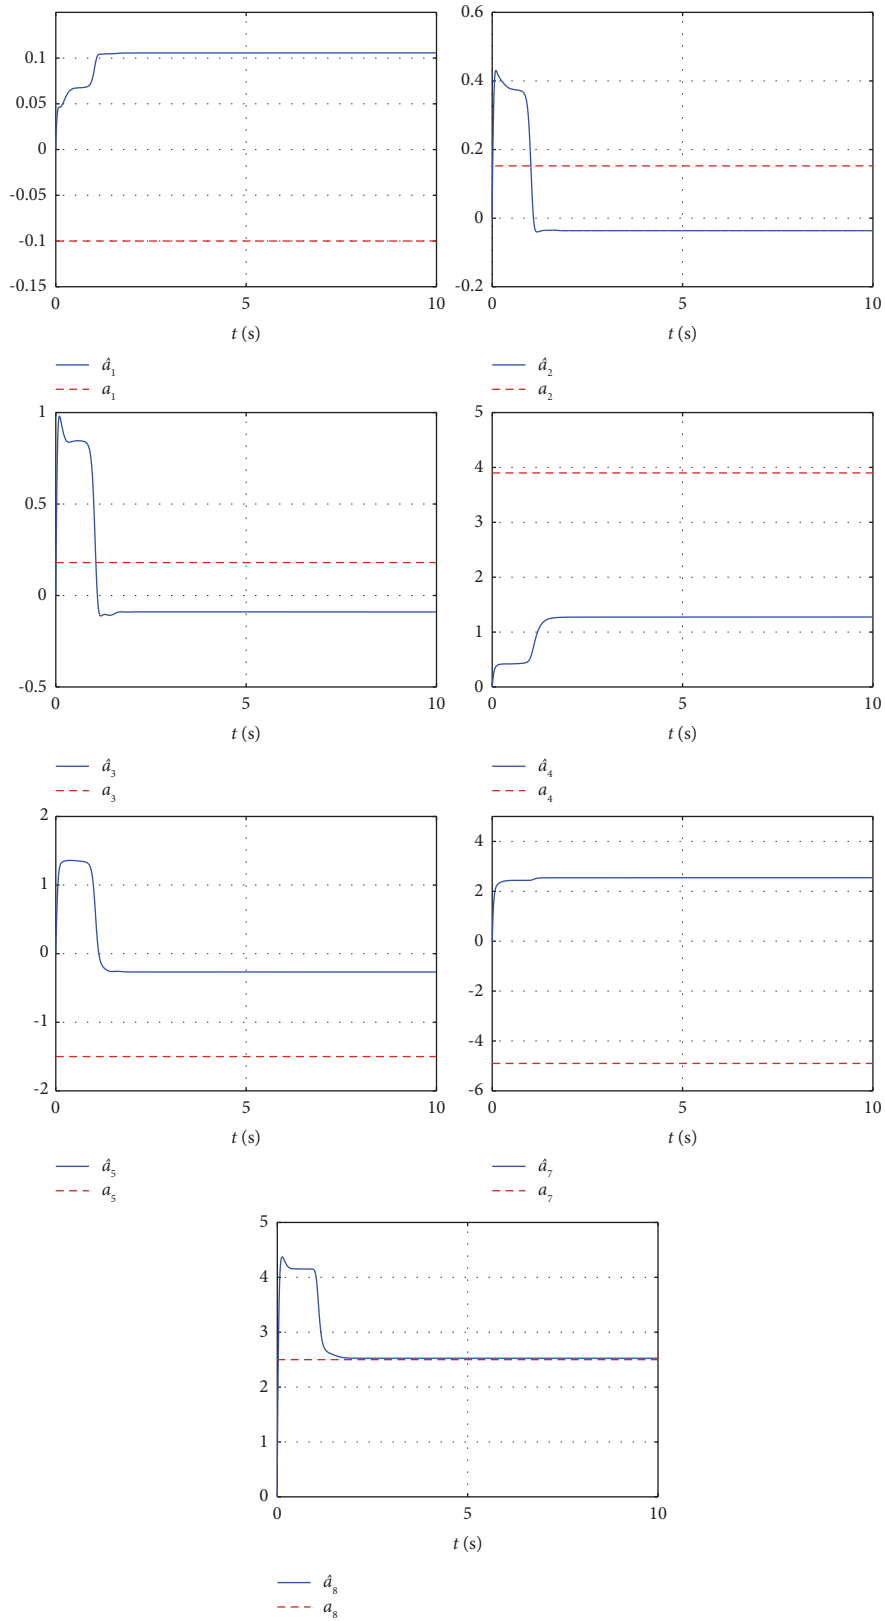 0.1
0.05
0
-0.05
-0.1
-0.15
0 5 10
t (s)
â₁
a₁
0.6
0.4
0.2
0
-0.2
0 5 10
t (s)
â₂
a₂
1
0.5
0
-0.5
0 5 10
t (s)
â₃
a₃
5
4
3
2
1
0
0 5 10
t (s)
â₄
a₄
2
1
0
-1
-2
0 5 10
t (s)
â₅
a₅
4
2
0
-2
-4
-6
0 5 10
t (s)
â₇
a₇
5
4
3
2
1
0
0 5 10
t (s)
â₈
a₈